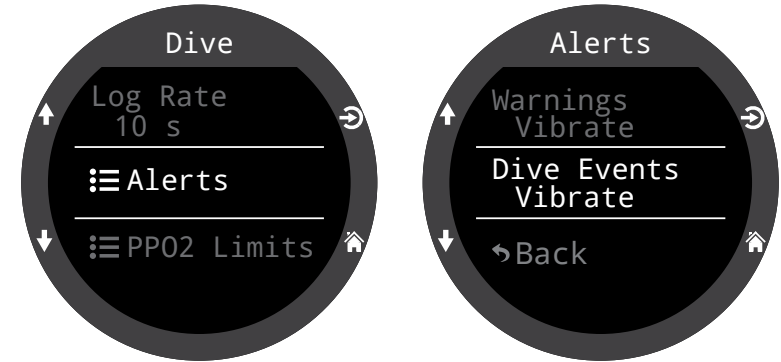 Dive
Log Rate
10 s
Alerts
PPO2 Limits
Alerts
Warnings
Vibrate
Dive Events
Vibrate
Back